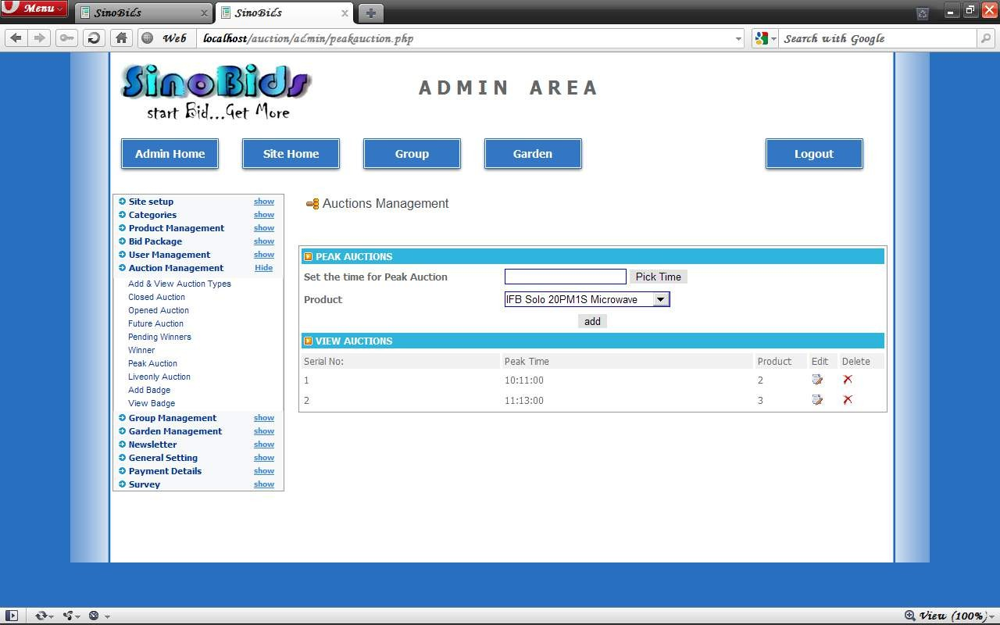 Menu
SinoBids
SinoBids
Web
localhost/auction/admin/peakauction.php
Search with Google
SinoBids
start Bid...Get More
ADMIN AREA
Admin Home
Site Home
Group
Garden
Logout
Site setup show
Categories show
Product Management show
Bid Package show
User Management show
Auction Management Hide
Add & View Auction Types
Closed Auction
Opened Auction
Future Auction
Pending Winners
Winner
Peak Auction
Liveonly Auction
Add Badge
View Badge
Group Management show
Garden Management show
Newsletter show
General Setting show
Payment Details show
Survey show
Auctions Management
PEAK AUCTIONS
Set the time for Peak Auction Pick Time
Product IFB Solo 20PM1S Microwave
add
VIEW AUCTIONS
Serial No: Peak Time Product Edit Delete
1 10:11:00 2
2 11:13:00 3
View (100%)